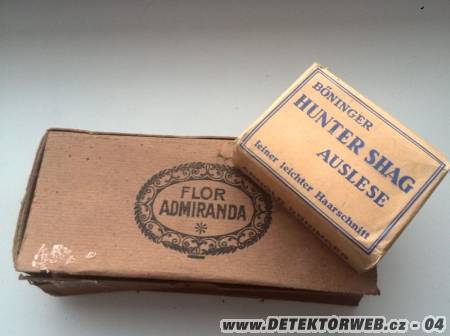 FLOR
ADMIRANDA
BÖNINGER
HUNTER SHAG
AUSLESE
feiner leichter Haarschnitt
www.DETEKTORWEB.cz - 04